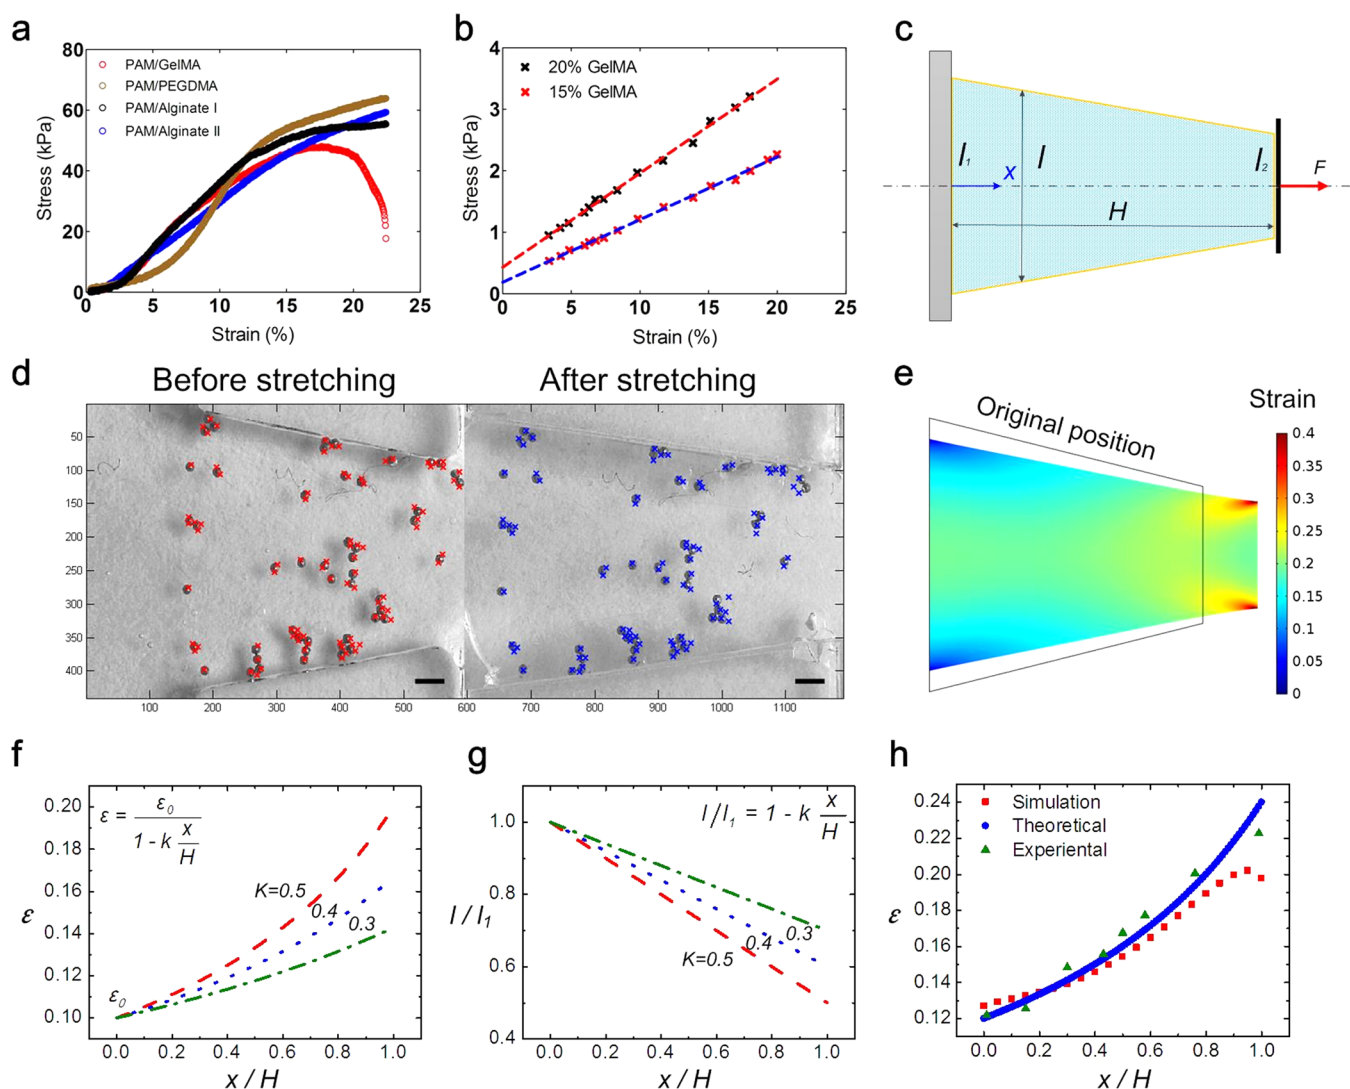 a
80
60
40
20
0
Stress (kPa)
PAM/GelMA
PAM/PEGDMA
PAM/Alginate I
PAM/Alginate II
0 5 10 15 20 25
Strain (%)
b
4
3
2
1
0
Stress (kPa)
20% GelMA
15% GelMA
0 5 10 15 20 25
Strain (%)
c
l1 x l l2 F
H
d
Before stretching After stretching
50
100
150
200
250
300
350
400
100 200 300 400 500 600 700 800 900 1000 1100
e
Original position
Strain
0.4
0.35
0.3
0.25
0.2
0.15
0.1
0.05
0
f
0.20
0.18
0.16
0.14
0.12
0.10
ε
ε = ε0 / 1 - k x/H
K=0.5
0.4
0.3
ε0
0.0 0.2 0.4 0.6 0.8 1.0
x / H
g
1.0
0.8
0.6
0.4
l / l1
l/l1 = 1 - k x/H
K=0.5
0.4
0.3
0.0 0.2 0.4 0.6 0.8 1.0
x / H
h
0.24
0.22
0.20
0.18
0.16
0.14
0.12
ε
Simulation
Theoretical
Experiental
0.0 0.2 0.4 0.6 0.8 1.0
x / H